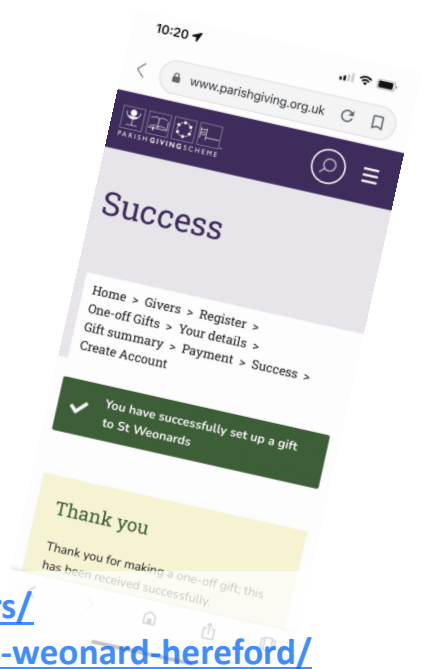 10:20
www.parishgiving.org.uk
PARISH GIVING SCHEME
Success
Home > Givers > Register >
One-off Gifts > Your details >
Gift summary > Payment > Success >
Create Account
You have successfully set up a gift
to St Weonards
Thank you
Thank you for making a one-off gift; this
has been received successfully.
rs/
-weonard-hereford/